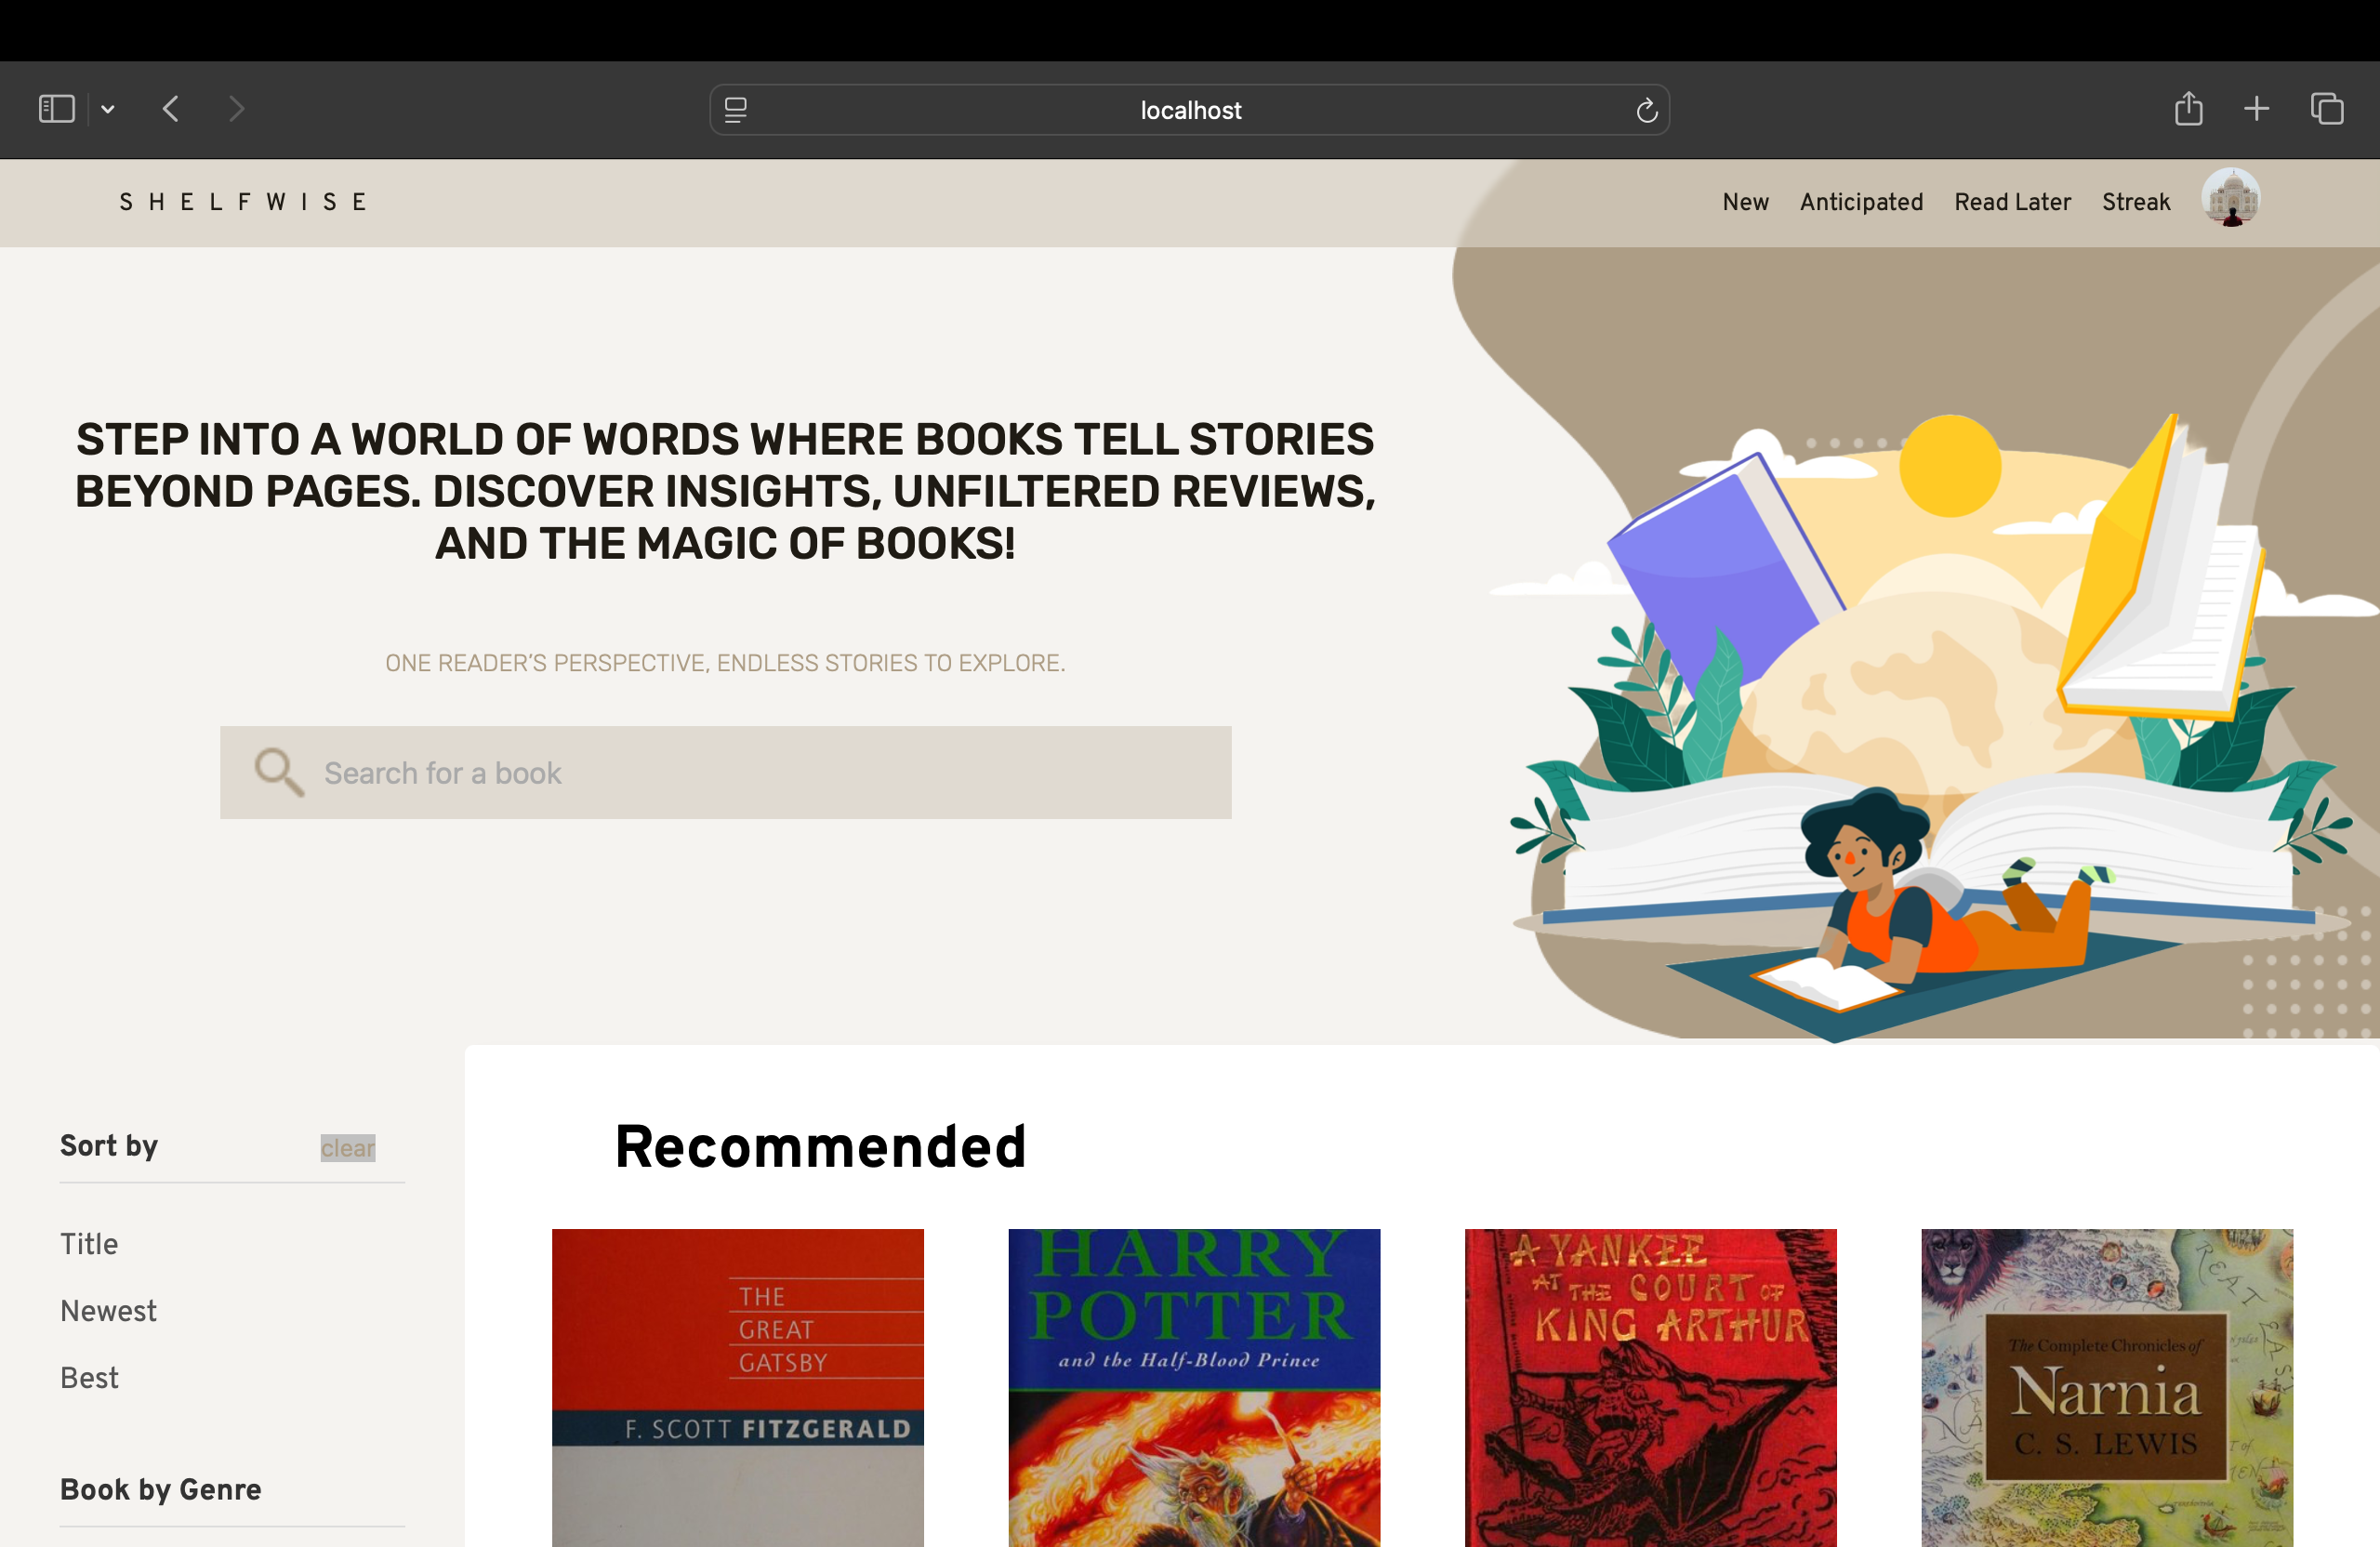 localhost
SHELFWISE
New Anticipated Read Later Streak
STEP INTO A WORLD OF WORDS WHERE BOOKS TELL STORIES
BEYOND PAGES. DISCOVER INSIGHTS, UNFILTERED REVIEWS,
AND THE MAGIC OF BOOKS!
ONE READER'S PERSPECTIVE, ENDLESS STORIES TO EXPLORE.
Search for a book
Sort by clear
Title
Newest
Best
Book by Genre
Recommended
THE
GREAT
GATSBY
F. SCOTT FITZGERALD
HARRY
POTTER
and the Half-Blood Prince
A YANKEE
AT THE COURT OF
KING ARTHUR
The Complete Chronicles of
Narnia
C. S. LEWIS